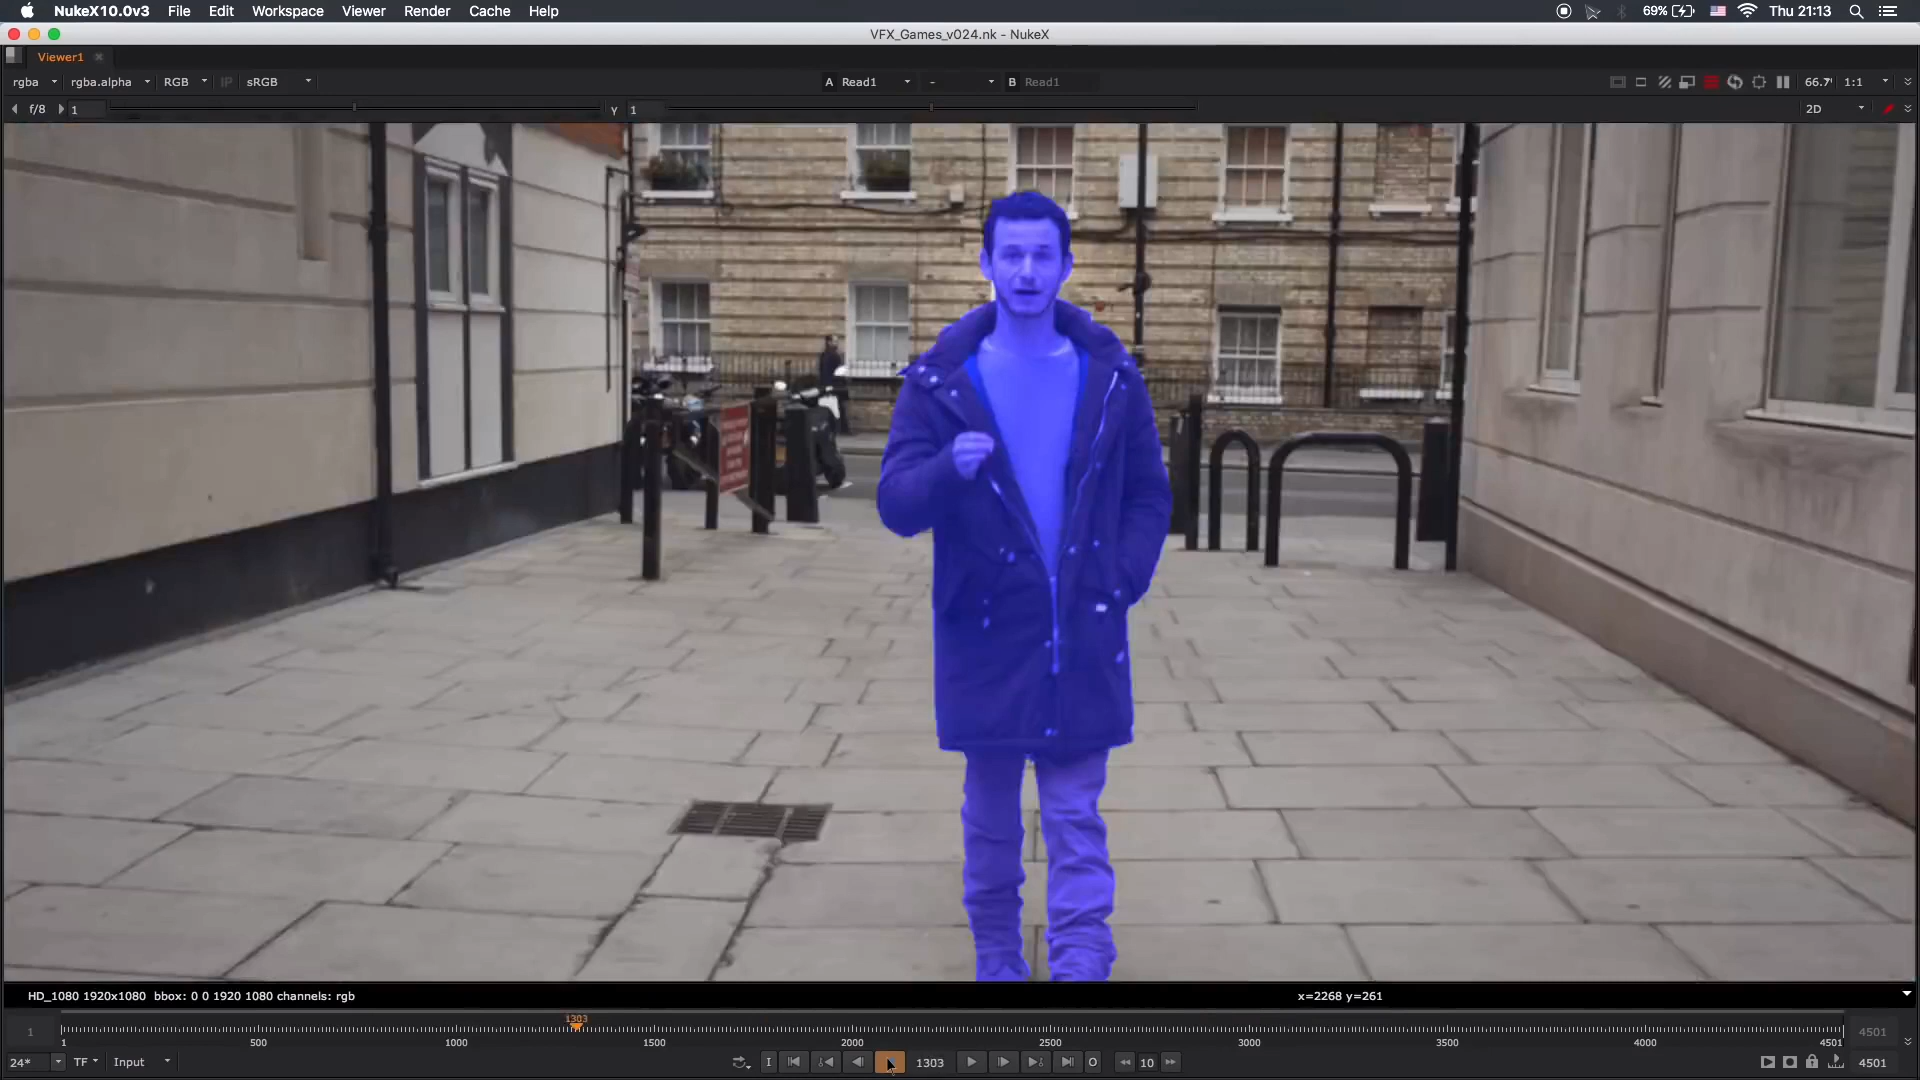 NukeX10.0v3 File Edit Workspace Viewer Render Cache Help 69% Thu 21:13
VFX_Games_v024.nk - NukeX
Viewer1
rgba rgba.alpha RGB IP sRGB A Read1 - B Read1 1:1
f/8 1 y 1 2D
HD_1080 1920x1080 bbox: 0 0 1920 1080 channels: rgb x=2268 y=261
1303
1 4501
1 500 1000 1500 2000 2500 3000 3500 4000 4501
24* TF Input I 1303 O 10 4501